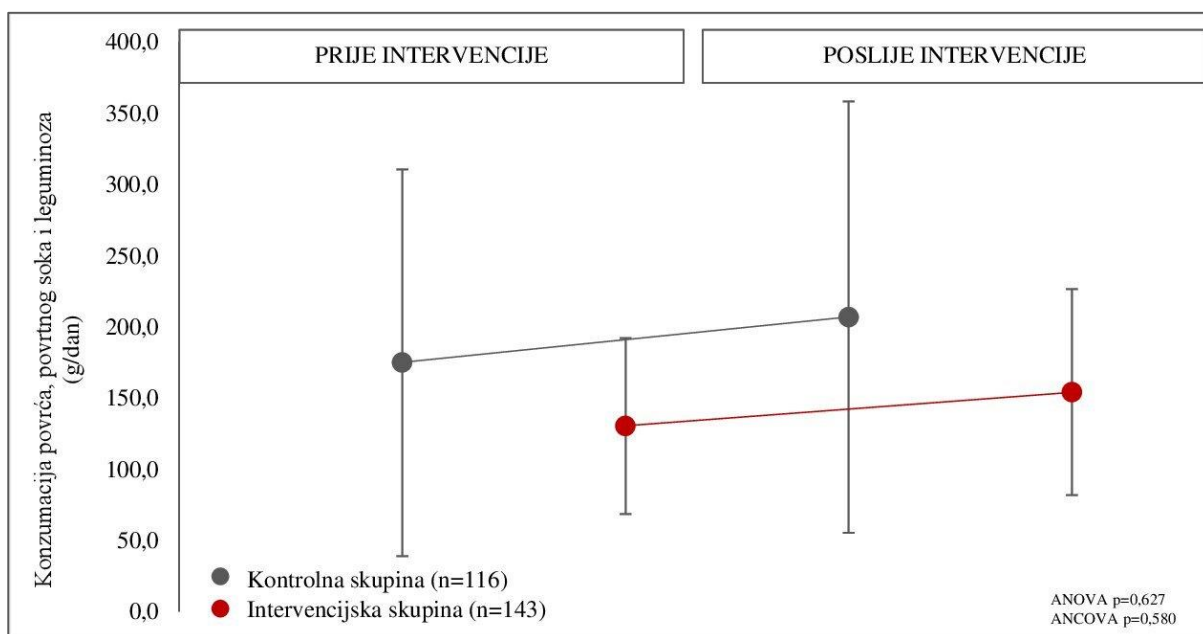 PRIJE INTERVENCIJE
POSLIJE INTERVENCIJE
Konzumacija povrća, povrtnog soka i leguminoza
(g/dan)
400,0
350,0
300,0
250,0
200,0
150,0
100,0
50,0
0,0
Kontrolna skupina (n=116)
Intervencijska skupina (n=143)
ANOVA p=0,627
ANCOVA p=0,580